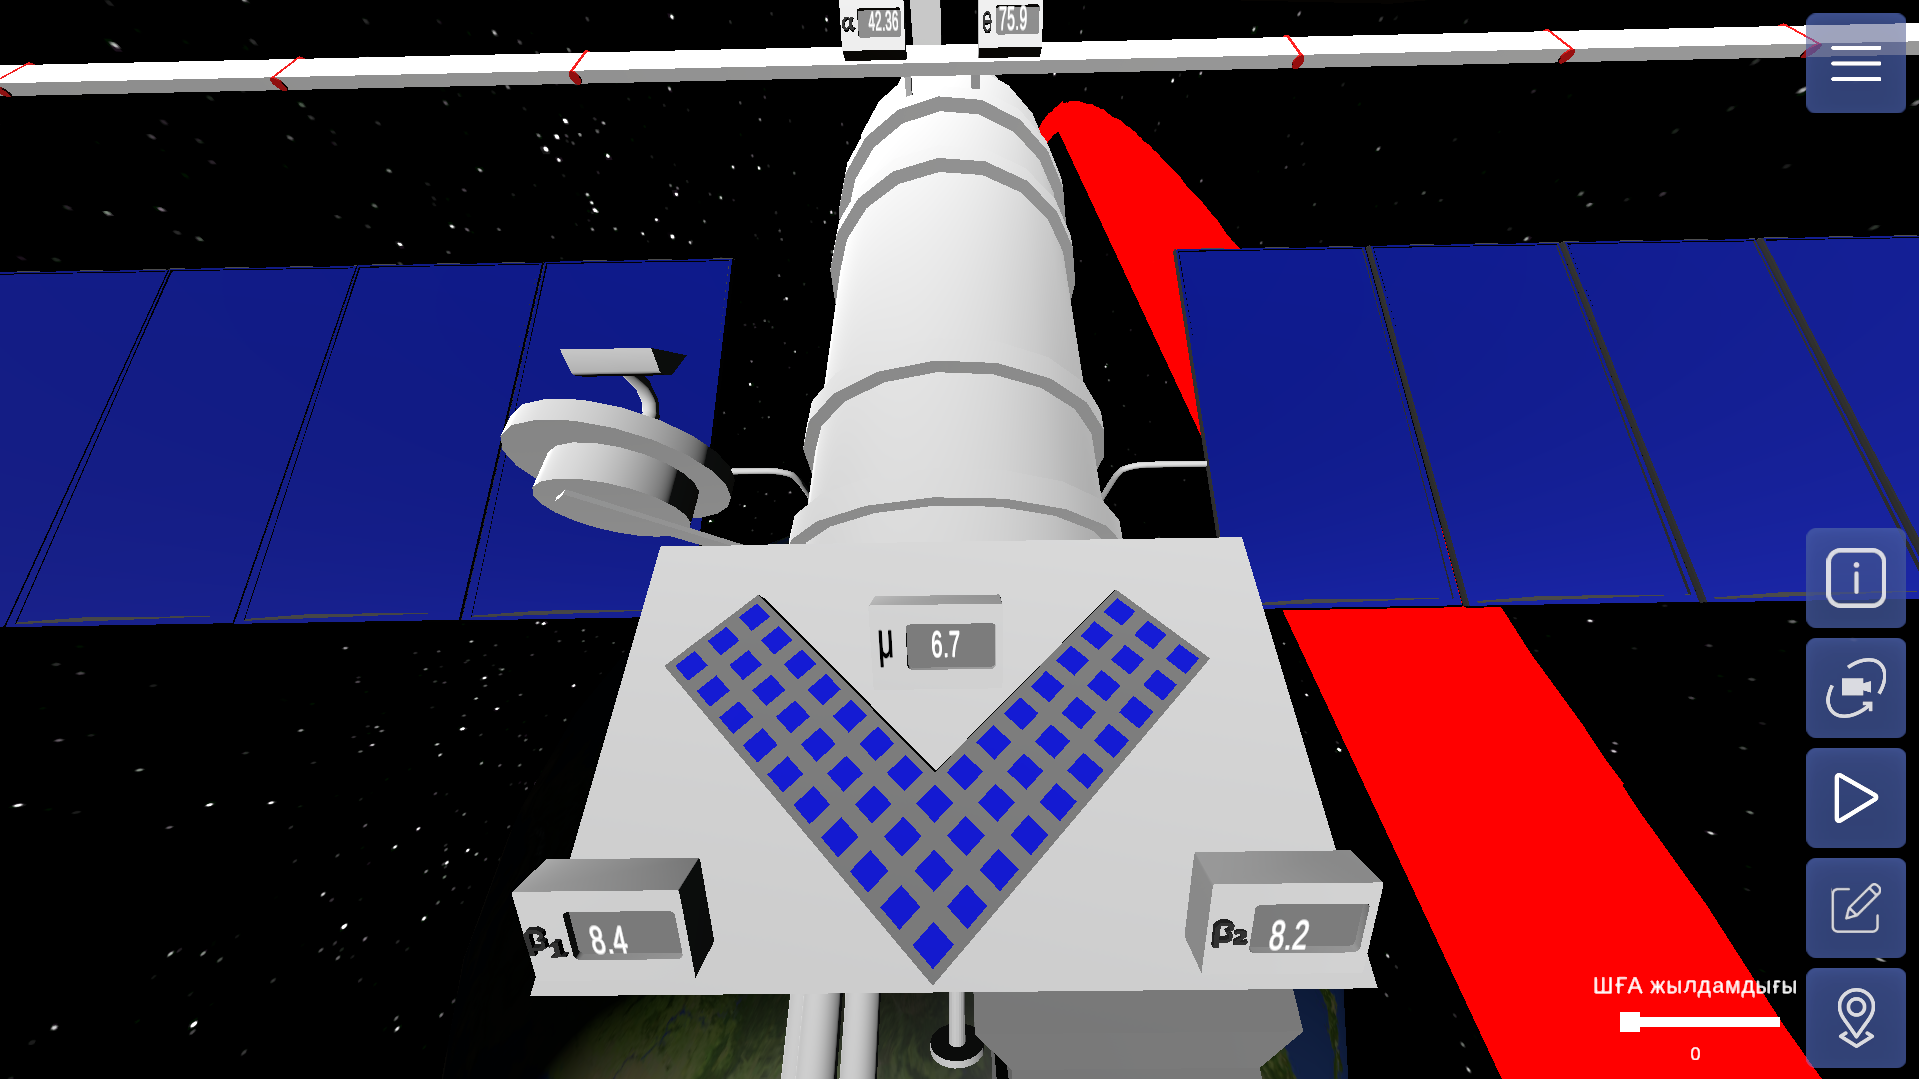 α 42.36
θ 75.9
μ 6.7
β1 8.4
β2 8.2
ШҒА жылдамдығы
0